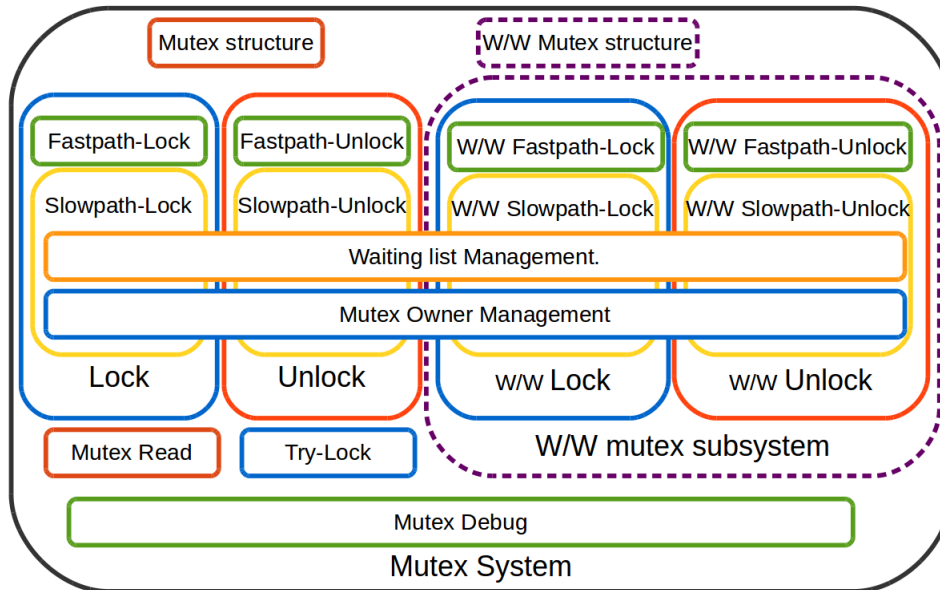 Mutex structure
W/W Mutex structure
Fastpath-Lock
Fastpath-Unlock
W/W Fastpath-Lock
W/W Fastpath-Unlock
Slowpath-Lock
Slowpath-Unlock
W/W Slowpath-Lock
W/W Slowpath-Unlock
Waiting list Management.
Mutex Owner Management
Lock
Unlock
W/W Lock
W/W Unlock
Mutex Read
Try-Lock
W/W mutex subsystem
Mutex Debug
Mutex System